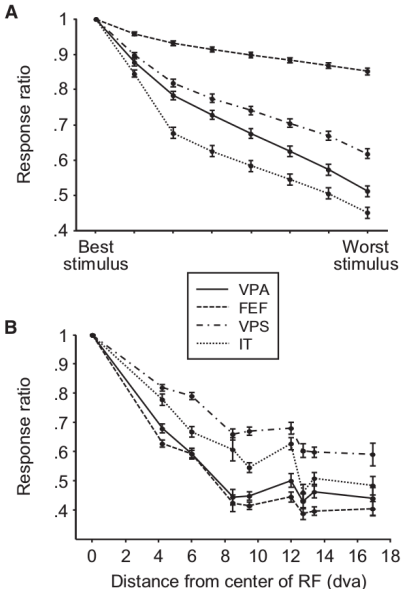 A
1
.9
.8
.7
.6
.5
.4
Response ratio
Best
stimulus
Worst
stimulus
VPA
FEF
VPS
IT
B
1
.9
.8
.7
.6
.5
.4
Response ratio
0 2 4 6 8 10 12 14 16 18
Distance from center of RF (dva)